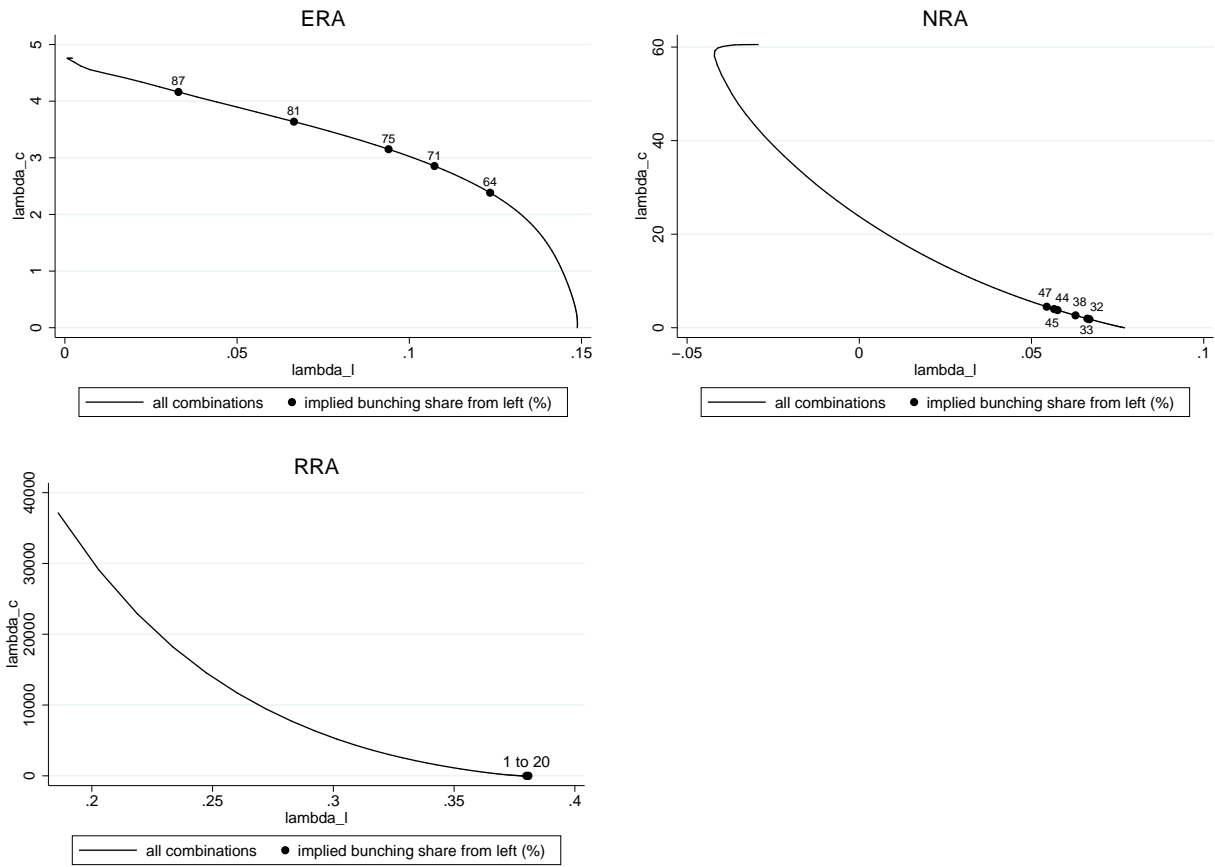 ERA
5
4
3
2
1
0
lambda_c
87
81
75
71
64
0
.05
.1
.15
lambda_l
all combinations
implied bunching share from left (%)
NRA
60
40
20
0
lambda_c
47
44
38
32
45
33
-.05
0
.05
.1
lambda_l
all combinations
implied bunching share from left (%)
RRA
40000
30000
20000
10000
0
lambda_c
1 to 20
.2
.25
.3
.35
.4
lambda_l
all combinations
implied bunching share from left (%)